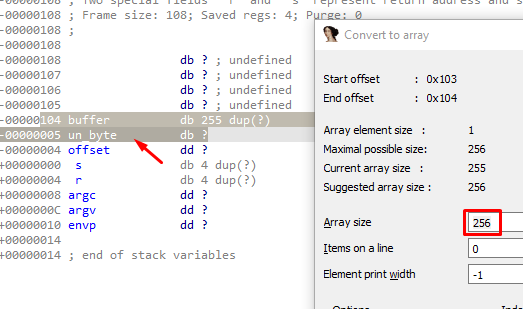 -00000108 ; Two special fields " r" and " s" represent return address and s
-00000108 ; Frame size: 108; Saved regs: 4; Purge: 0
-00000108 ;
-00000108
-00000108 db ? ; undefined
-00000107 db ? ; undefined
-00000106 db ? ; undefined
-00000105 db ? ; undefined
-00000104 buffer db 255 dup(?)
-00000005 un_byte db ?
-00000004 offset dd ?
+00000000 s db 4 dup(?)
+00000004 r db 4 dup(?)
+00000008 argc dd ?
+0000000C argv dd ?
+00000010 envp dd ?
+00000014
+00000014 ; end of stack variables
Convert to array
Start offset : 0x103
End offset : 0x104
Array element size : 1
Maximal possible size: 256
Current array size : 255
Suggested array size : 256
Array size 256
Items on a line 0
Element print width -1
Options